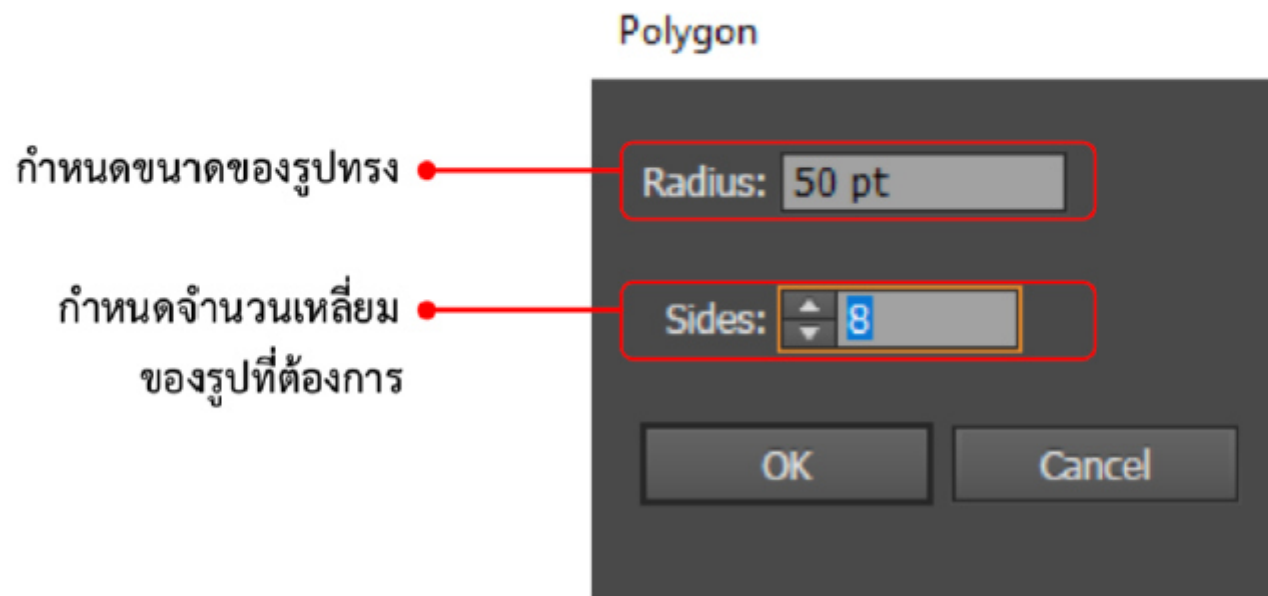 Polygon
กำหนดขนาดของรูปทรง
Radius: 50 pt
กำหนดจำนวนเหลี่ยม
ของรูปที่ต้องการ
Sides: 8
OK Cancel